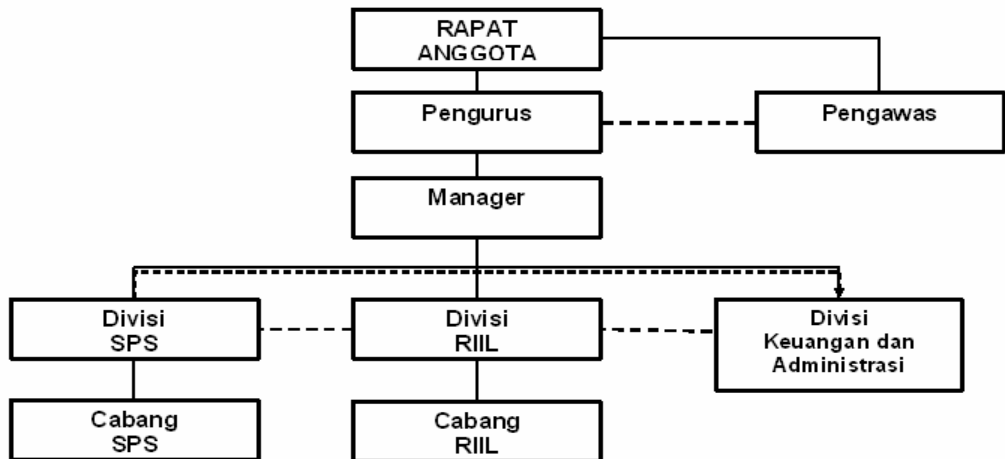 RAPAT
ANGGOTA
Pengurus
Pengawas
Manager
Divisi
SPS
Divisi
RIIL
Divisi
Keuangan dan
Administrasi
Cabang
SPS
Cabang
RIIL